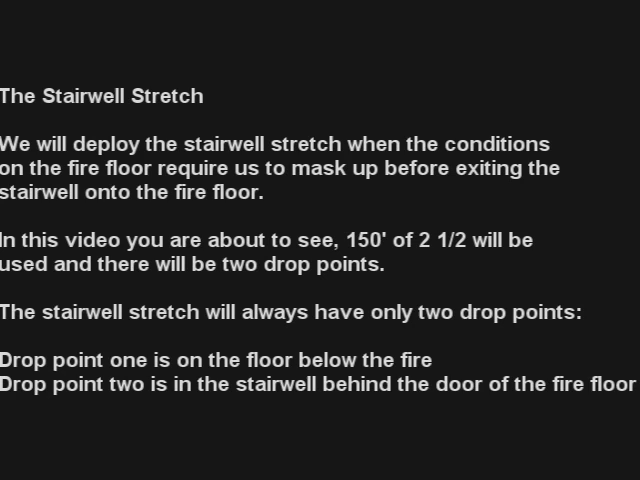 The Stairwell Stretch
We will deploy the stairwell stretch when the conditions
on the fire floor require us to mask up before exiting the
stairwell onto the fire floor.
In this video you are about to see, 150' of 2 1/2 will be
used and there will be two drop points.
The stairwell stretch will always have only two drop points:
Drop point one is on the floor below the fire
Drop point two is in the stairwell behind the door of the fire floor